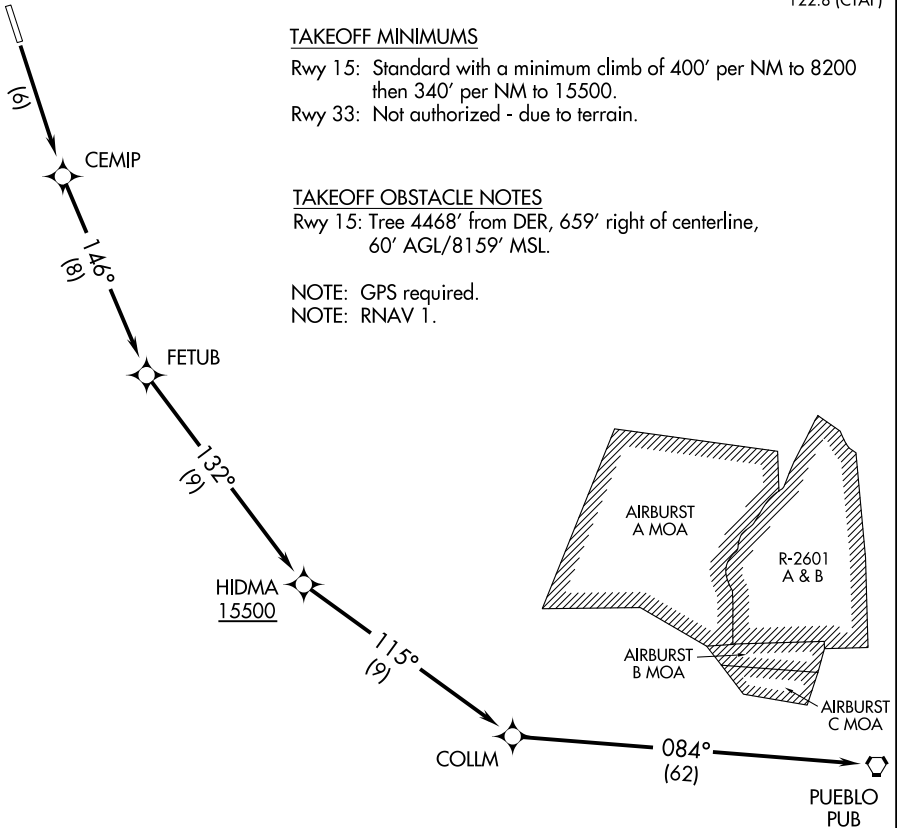 122.8 (CTAF)
TAKEOFF MINIMUMS
Rwy 15: Standard with a minimum climb of 400' per NM to 8200
then 340' per NM to 15500.
Rwy 33: Not authorized - due to terrain.
TAKEOFF OBSTACLE NOTES
Rwy 15: Tree 4468' from DER, 659' right of centerline,
60' AGL/8159' MSL.
NOTE: GPS required.
NOTE: RNAV 1.
(6)
CEMIP
146°
(8)
FETUB
132°
(9)
HIDMA
15500
115°
(9)
COLLM
084°
(62)
PUEBLO
PUB
AIRBURST
A MOA
R-2601
A & B
AIRBURST
B MOA
AIRBURST
C MOA